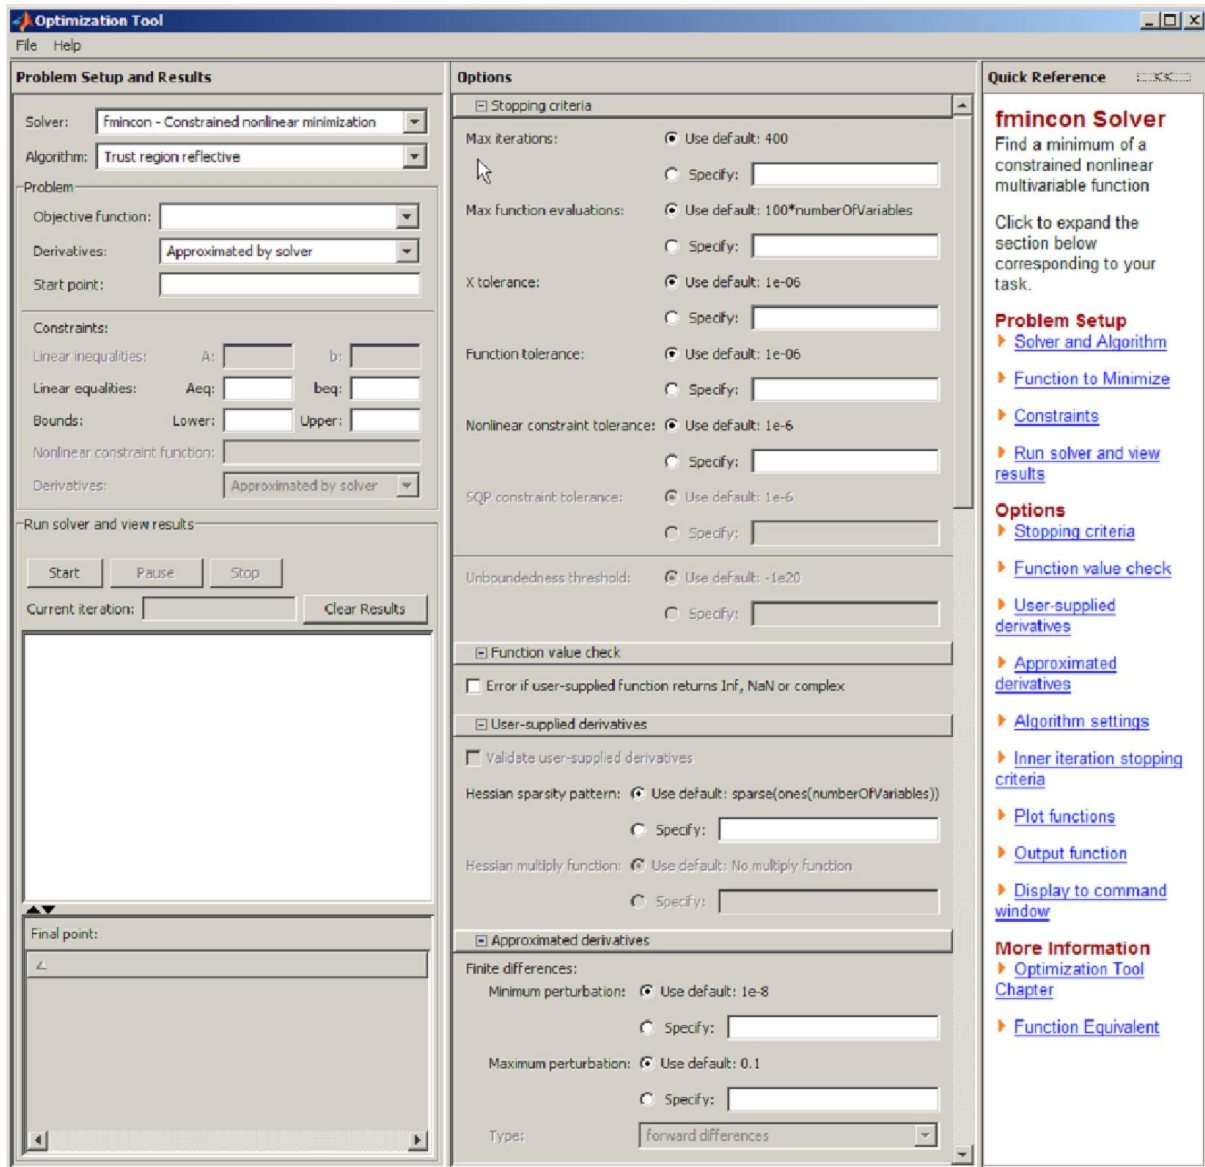 Optimization Tool
File Help
Problem Setup and Results
Solver: fmincon - Constrained nonlinear minimization
Algorithm: Trust region reflective
Problem
Objective function:
Derivatives: Approximated by solver
Start point:
Constraints:
Linear inequalities: A: b:
Linear equalities: Aeq: beq:
Bounds: Lower: Upper:
Nonlinear constraint function:
Derivatives: Approximated by solver
Run solver and view results
Start Pause Stop
Current iteration: Clear Results
Final point:
Options
Stopping criteria
Max iterations: Use default: 400
Specify:
Max function evaluations: Use default: 100*numberOfVariables
Specify:
X tolerance: Use default: 1e-06
Specify:
Function tolerance: Use default: 1e-06
Specify:
Nonlinear constraint tolerance: Use default: 1e-6
Specify:
SQP constraint tolerance: Use default: 1e-6
Specify:
Unboundedness threshold: Use default: -1e20
Specify:
Function value check
Error if user-supplied function returns Inf, NaN or complex
User-supplied derivatives
Validate user-supplied derivatives
Hessian sparsity pattern: Use default: sparse(ones(numberOfVariables))
Specify:
Hessian multiply function: Use default: No multiply function
Specify:
Approximated derivatives
Finite differences:
Minimum perturbation: Use default: 1e-8
Specify:
Maximum perturbation: Use default: 0.1
Specify:
Type: forward differences
Quick Reference <<
fmincon Solver
Find a minimum of a
constrained nonlinear
multivariable function
Click to expand the
section below
corresponding to your
task.
Problem Setup
Solver and Algorithm
Function to Minimize
Constraints
Run solver and view
results
Options
Stopping criteria
Function value check
User-supplied
derivatives
Approximated
derivatives
Algorithm settings
Inner iteration stopping
criteria
Plot functions
Output function
Display to command
window
More Information
Optimization Tool
Chapter
Function Equivalent